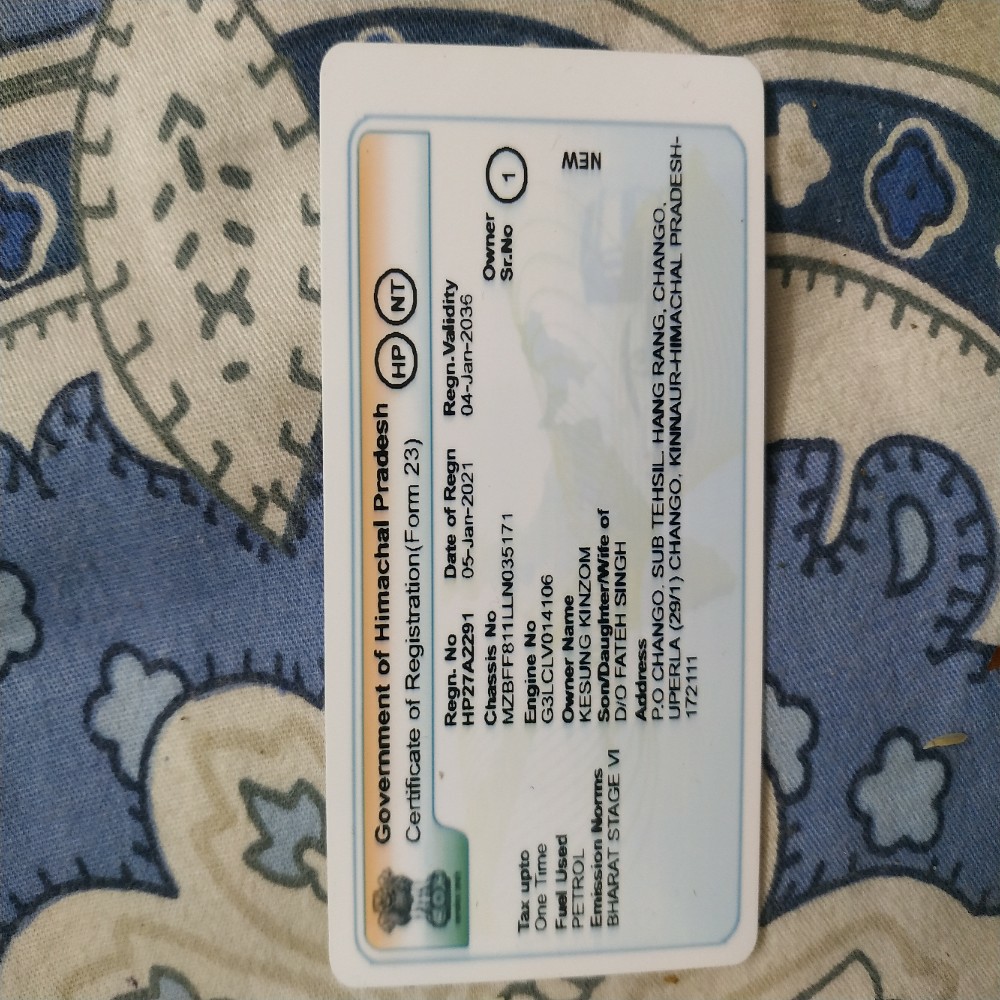 Government of Himachal Pradesh HP NT
Certificate of Registration(Form 23)
Regn. No Date of Regn Regn.Validity
HP27A2291 05-Jan-2021 04-Jan-2036
Chassis No Owner
MZBFF811LLN035171 Sr.No 1
Engine No
G3LCLV014106
Owner Name NEW
KESUNG KINZOM
Son/Daughter/Wife of
D/O FATEH SINGH
Address
P.O CHANGO, SUB TEHSIL HANG RANG, CHANGO,
UPERLA (29/1) CHANGO, KINNAUR-HIMACHAL PRADESH-
172111
Tax upto
One Time
Fuel Used
PETROL
Emission Norms
BHARAT STAGE VI